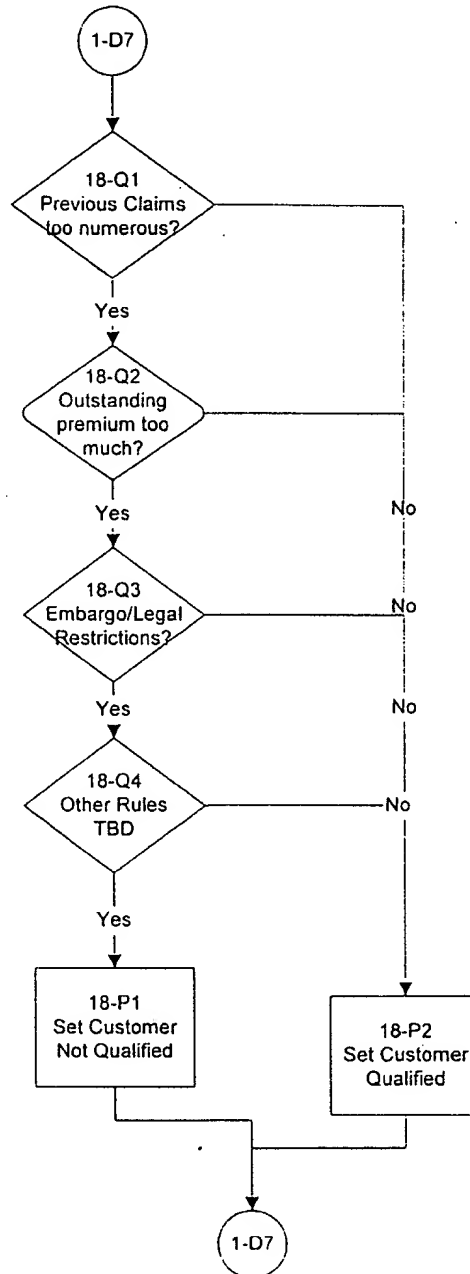 1-D7
18-Q1
Previous Claims
too numerous?
Yes
18-Q2
Outstanding
premium too
much?
Yes
No
18-Q3
Embargo/Legal
Restrictions?
No
Yes
No
18-Q4
Other Rules
TBD
No
Yes
18-P1
Set Customer
Not Qualified
18-P2
Set Customer
Qualified
1-D7